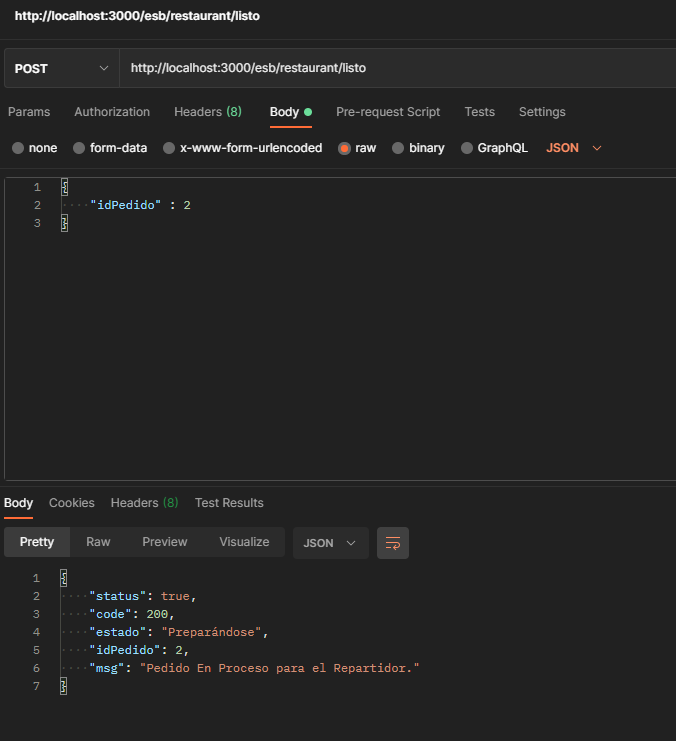 http://localhost:3000/esb/restaurant/listo
POST http://localhost:3000/esb/restaurant/listo
Params Authorization Headers (8) Body Pre-request Script Tests Settings
none form-data x-www-form-urlencoded raw binary GraphQL JSON
1 {
2 ····"idPedido" : 2
3 }
Body Cookies Headers (8) Test Results
Pretty Raw Preview Visualize JSON
1 {
2 ····"status": true,
3 ····"code": 200,
4 ····"estado": "Preparándose",
5 ····"idPedido": 2,
6 ····"msg": "Pedido En Proceso para el Repartidor."
7 }